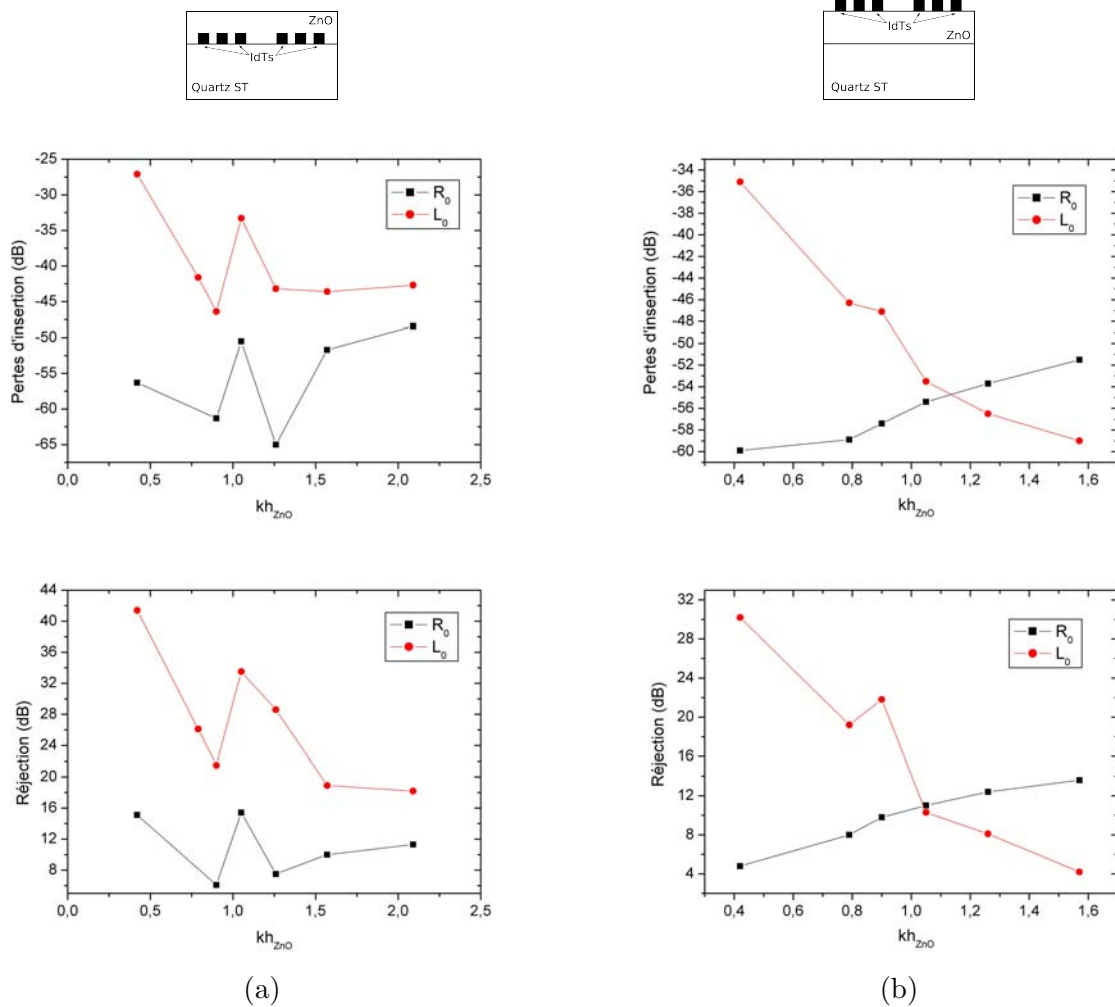 ZnO
IdTs
Quartz ST
IdTs
ZnO
Quartz ST
-25
-30
-35
-40
-45
-50
-55
-60
-65
Pertes d'insertion (dB)
R₀
L₀
0,0 0,5 1,0 1,5 2,0 2,5
kh_ZnO
-34
-36
-38
-40
-42
-44
-46
-48
-50
-52
-54
-56
-58
-60
Pertes d'insertion (dB)
R₀
L₀
0,4 0,6 0,8 1,0 1,2 1,4 1,6
kh_ZnO
44
40
36
32
28
24
20
16
12
8
Réjection (dB)
R₀
L₀
0,0 0,5 1,0 1,5 2,0 2,5
kh_ZnO
32
28
24
20
16
12
8
4
Réjection (dB)
R₀
L₀
0,4 0,6 0,8 1,0 1,2 1,4 1,6
kh_ZnO
(a)
(b)